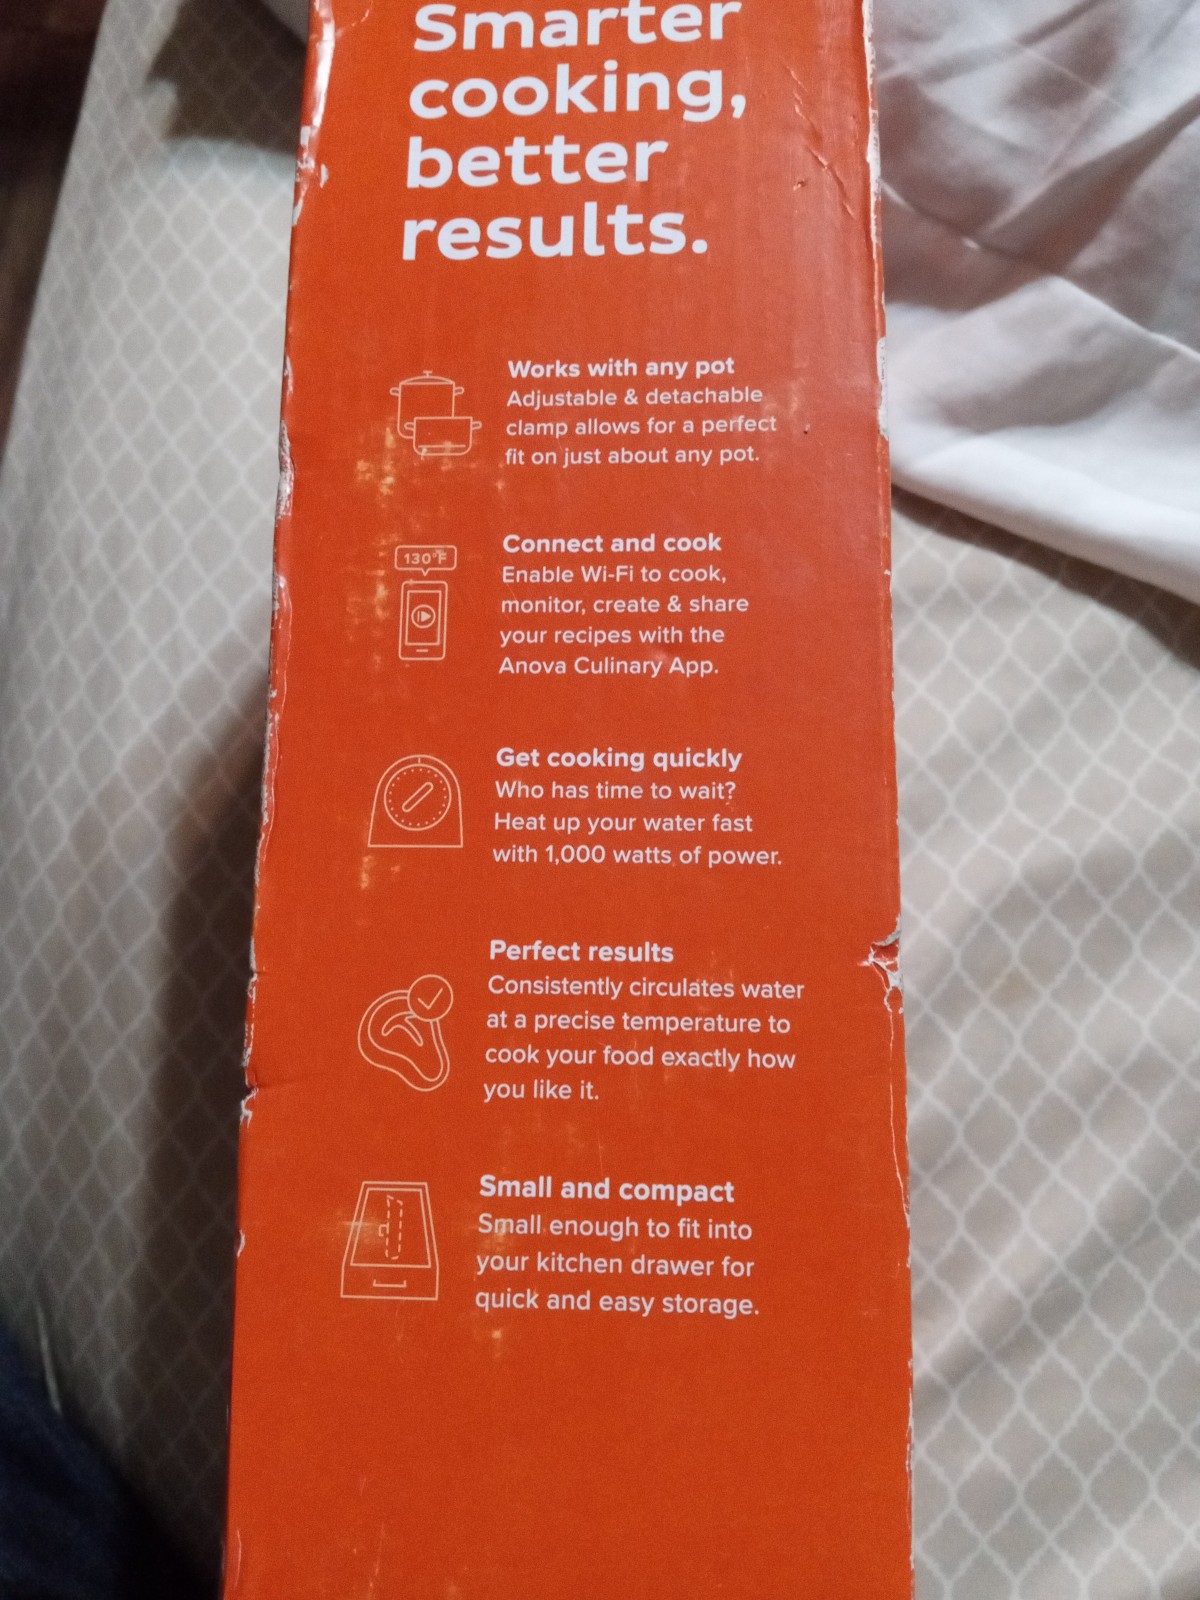 Smarter
cooking,
better
results.
Works with any pot
Adjustable & detachable
clamp allows for a perfect
fit on just about any pot.
130°F
Connect and cook
Enable Wi-Fi to cook,
monitor, create & share
your recipes with the
Anova Culinary App.
Get cooking quickly
Who has time to wait?
Heat up your water fast
with 1,000 watts of power.
Perfect results
Consistently circulates water
at a precise temperature to
cook your food exactly how
you like it.
Small and compact
Small enough to fit into
your kitchen drawer for
quick and easy storage.